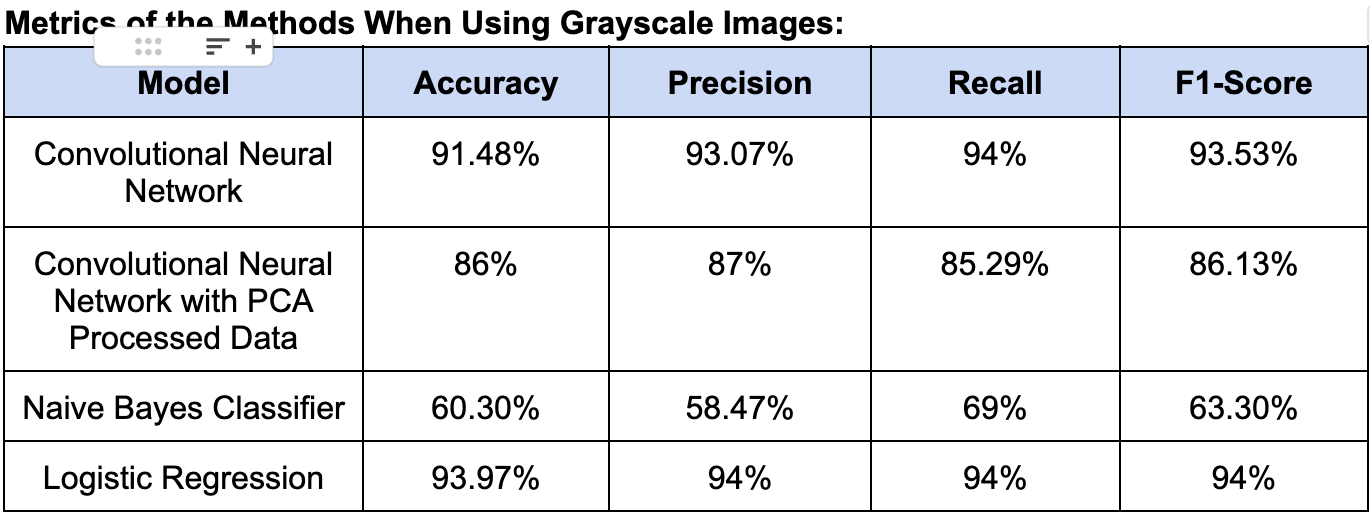 Metrics of the Methods When Using Grayscale Images:
Model Accuracy Precision Recall F1-Score
Convolutional Neural 91.48% 93.07% 94% 93.53%
Network
Convolutional Neural 86% 87% 85.29% 86.13%
Network with PCA
Processed Data
Naive Bayes Classifier 60.30% 58.47% 69% 63.30%
Logistic Regression 93.97% 94% 94% 94%